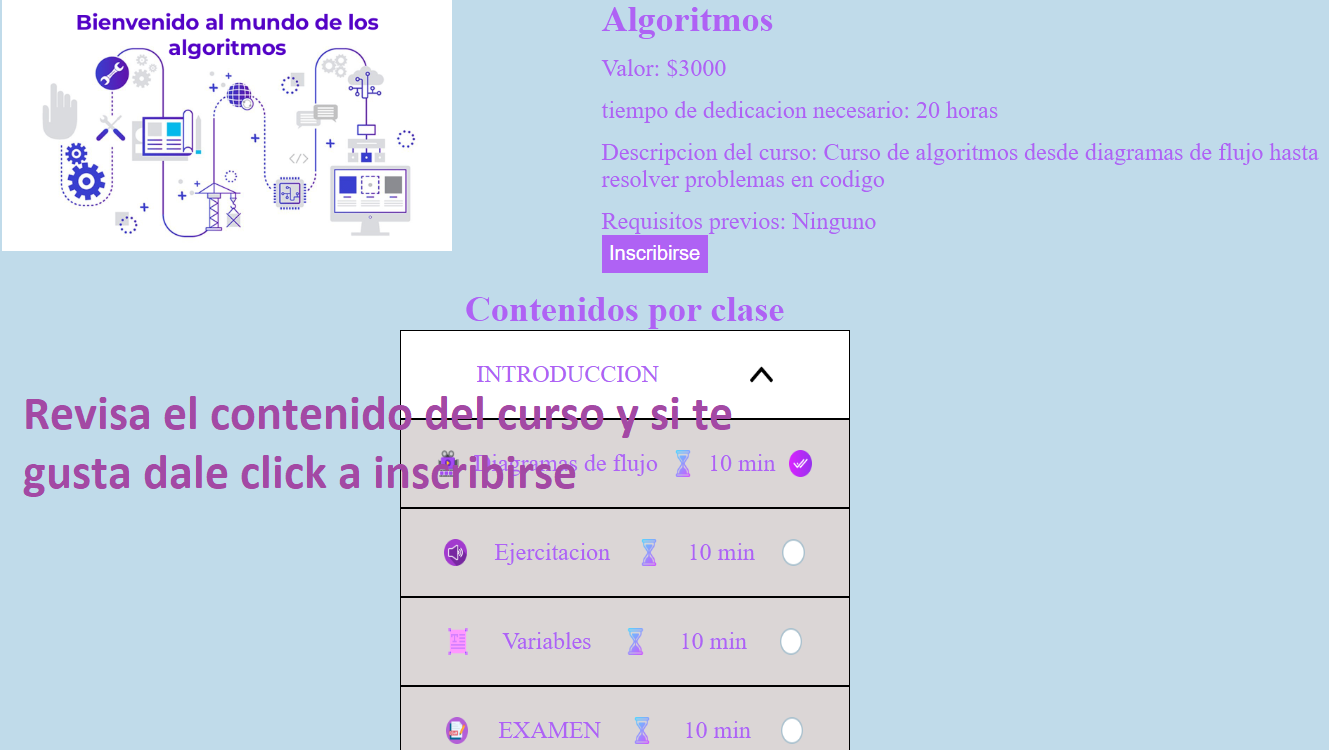 Bienvenido al mundo de los
algoritmos
Algoritmos
Valor: $3000
tiempo de dedicacion necesario: 20 horas
Descripcion del curso: Curso de algoritmos desde diagramas de flujo hasta
resolver problemas en codigo
Requisitos previos: Ninguno
Inscribirse
Contenidos por clase
INTRODUCCION
Revisa el contenido del curso y si te
gusta dale click a inscribirse
Diagramas de flujo 10 min
Ejercitacion 10 min
Variables 10 min
EXAMEN 10 min